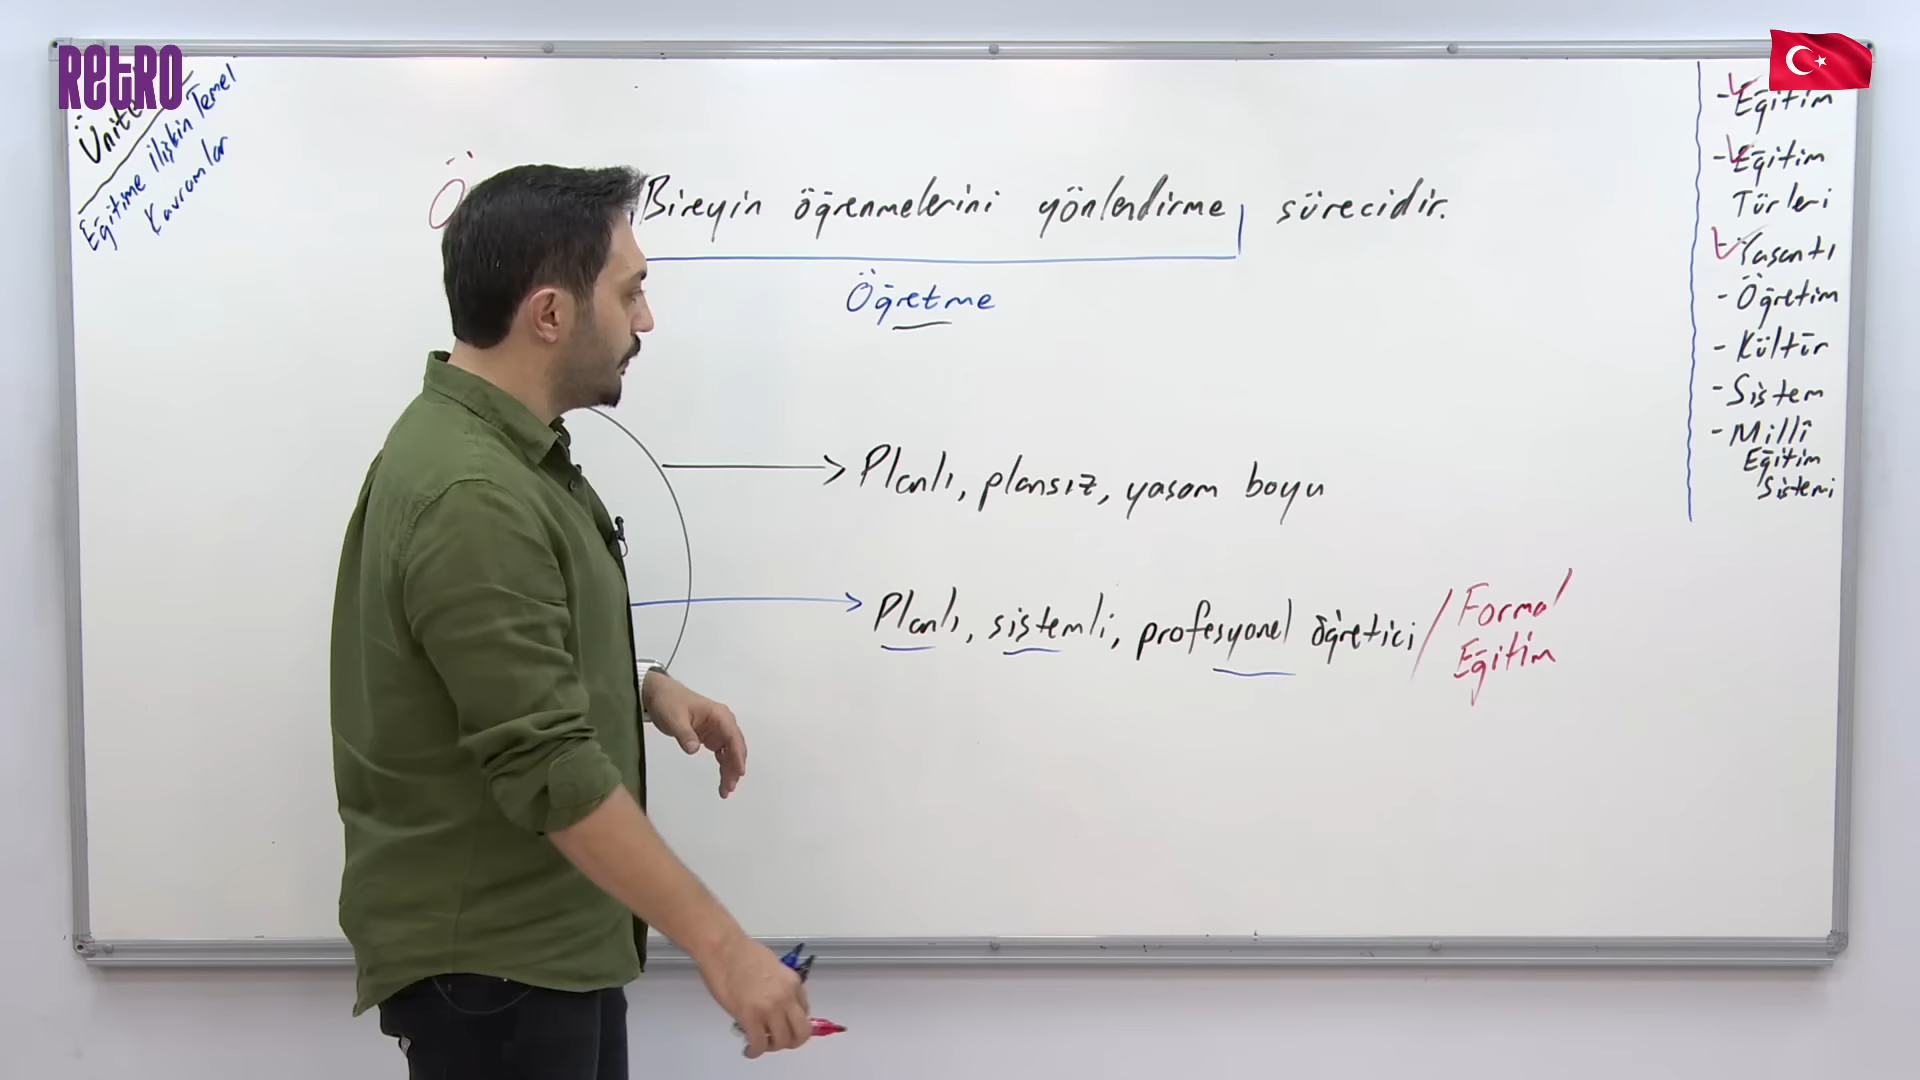 RETRO
Ünite
Eğitime İlişkin Temel
Kavramlar
Bireyin öğrenmelerini yönlendirme sürecidir.
Öğretme
Planlı, plansız, yaşam boyu
Planlı, sistemli, profesyonel öğretici / Formal
Eğitim
- Eğitim
- Eğitim
Türleri
- Yaşantı
- Öğretim
- Kültür
- Sistem
- Millî
Eğitim
Sistemi